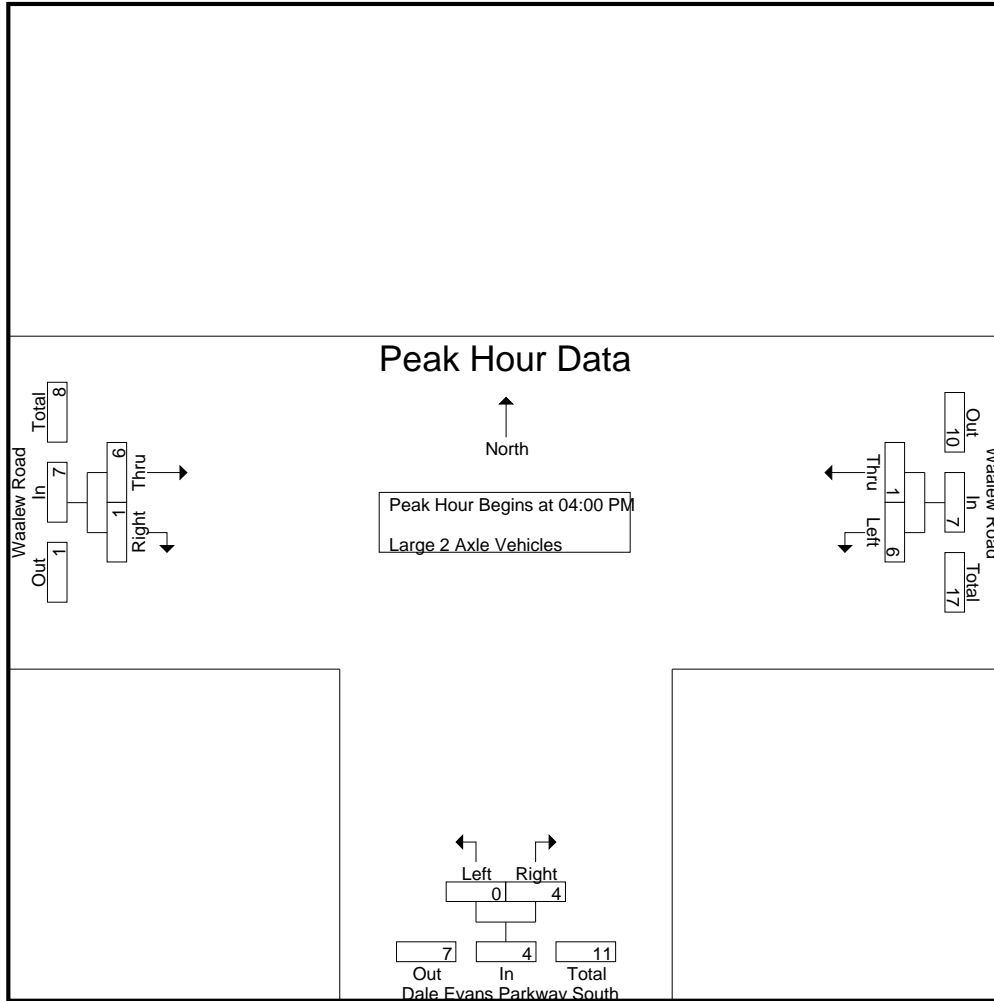 Peak Hour Data
North
Peak Hour Begins at 04:00 PM
Large 2 Axle Vehicles
Waalew Road
Total
8
In
7
Out
1
6
Thru
1
Right
Waalew Road
Out
10
In
7
Total
17
Thru
1
Left
6
Left
Right
0
4
7
4
11
Out
In
Total
Dale Evans Parkway South